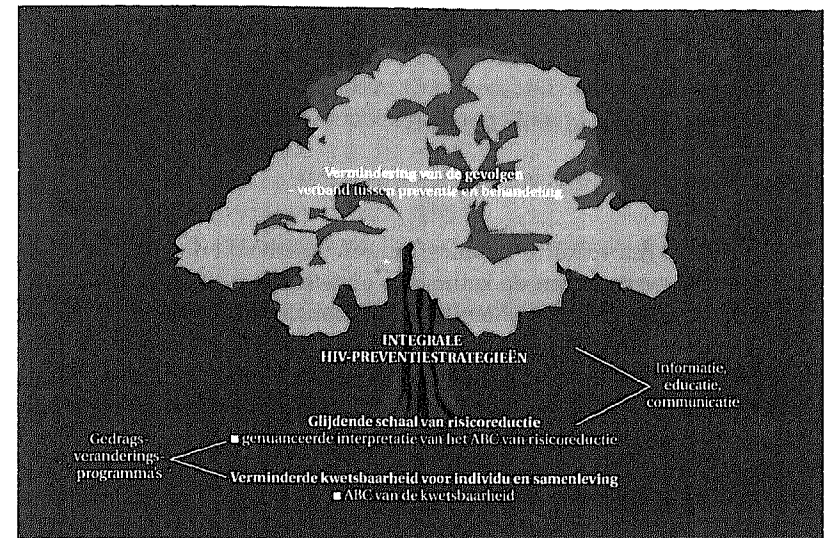 Vermindering van de gevolgen
- verband tussen preventie en behandeling
INTEGRALE
HIV-PREVENTIESTRATEGIEËN
Informatie,
educatie,
communicatie
Glijdende schaal van risicoreductie
■ genuanceerde interpretatie van het ABC van risicoreductie
Gedrags-
veranderings-
programma's
Verminderde kwetsbaarheid voor individu en samenleving
■ ABC van de kwetsbaarheid